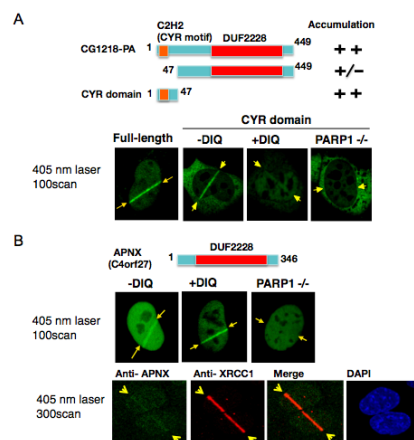 A
C2H2
(CYR motif) DUF2228 Accumulation
CG1218-PA 1 449 + +
47 449 +/−
CYR domain 1 47 + +
CYR domain
Full-length -DIQ +DIQ PARP1 -/-
405 nm laser
100scan
B
DUF2228
APNX 1 346
(C4orf27)
-DIQ +DIQ PARP1 -/-
405 nm laser
100scan
Anti- APNX Anti- XRCC1 Merge DAPI
405 nm laser
300scan